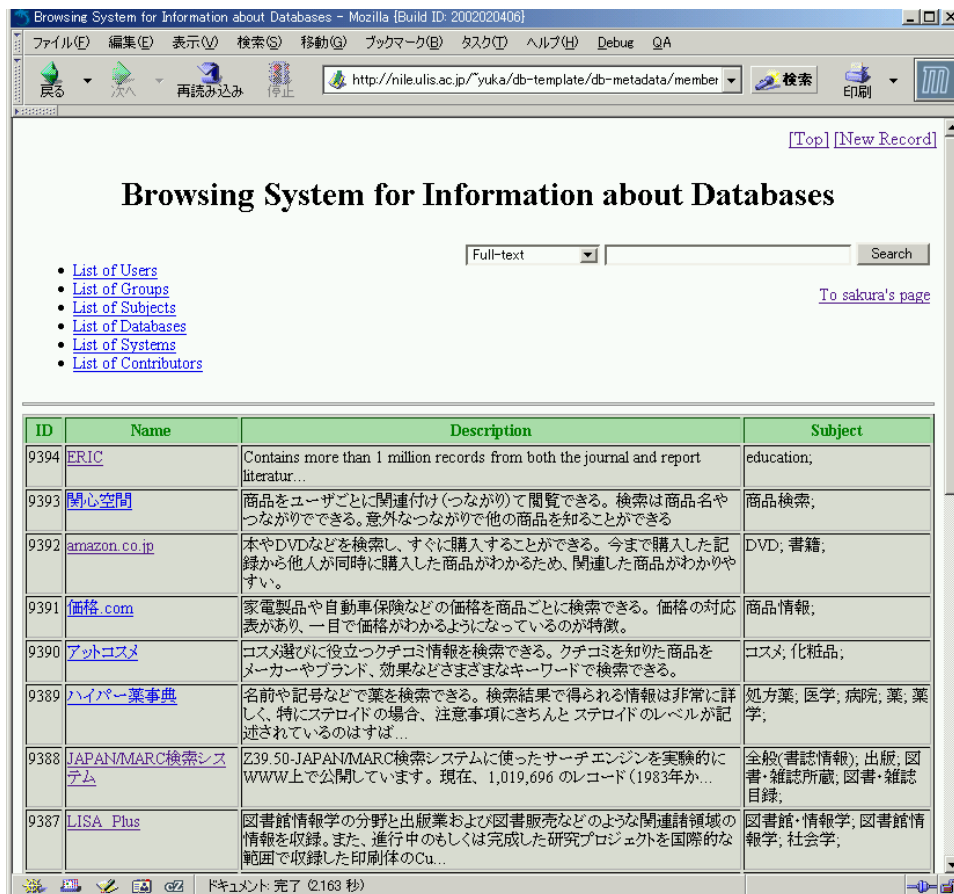 Browsing System for Information about Databases - Mozilla {Build ID: 2002020406}
ファイル(F) 編集(E) 表示(V) 検索(S) 移動(G) ブックマーク(B) タスク(T) ヘルプ(H) Debug QA
戻る 次へ 再読み込み 停止 http://nile.ulis.ac.jp/~yuka/db-template/db-metadata/member 検索 印刷
[Top] [New Record]
Browsing System for Information about Databases
Full-text Search
• List of Users
• List of Groups
To sakura's page
• List of Subjects
• List of Databases
• List of Systems
• List of Contributors
ID Name Description Subject
9394 ERIC Contains more than 1 million records from both the journal and report education;
literatur...
9393 関心空間 商品をユーザごとに関連付け(つながり)て閲覧できる。検索は商品名や 商品検索;
つながりでできる。意外なつながりで他の商品を知ることができる
9392 amazon.co.jp 本やDVDなどを検索し、すぐに購入することができる。今まで購入した記 DVD; 書籍;
録から他人が同時に購入した商品がわかるため、関連した商品がわかりや
すい。
9391 価格.com 家電製品や自動車保険などの価格を商品ごとに検索できる。価格の対応 商品情報;
表があり、一目で価格がわかるようになっているのが特徴。
9390 アットコスメ コスメ選びに役立つクチコミ情報を検索できる。クチコミを知りた商品を コスメ; 化粧品;
メーカーやブランド、効果などさまざまなキーワードで検索できる。
9389 ハイパー薬事典 名前や記号などで薬を検索できる。検索結果で得られる情報は非常に詳 処方薬; 医学; 病院; 薬; 薬
しく、特にステロイドの場合、注意事項にきちんと ステロイドのレベルが記 学;
述されているのはすば...
9388 JAPAN/MARC検索シス Z39.50-JAPAN/MARC検索システムに使ったサーチエンジンを実験的に 全般(書誌情報); 出版; 図
テム WWW上で公開しています。現在、1,019,696 のレコード(1983年か... 書・雑誌所蔵; 図書・雑誌
目録;
9387 LISA Plus 図書館情報学の分野と出版業および図書販売などのような関連諸領域の 図書館・情報学; 図書館情
情報を収録。また、進行中のもしくは完成した研究プロジェクトを国際的な 報学; 社会学;
範囲で収録した印刷体のCu...
ドキュメント: 完了 (2.163 秒)